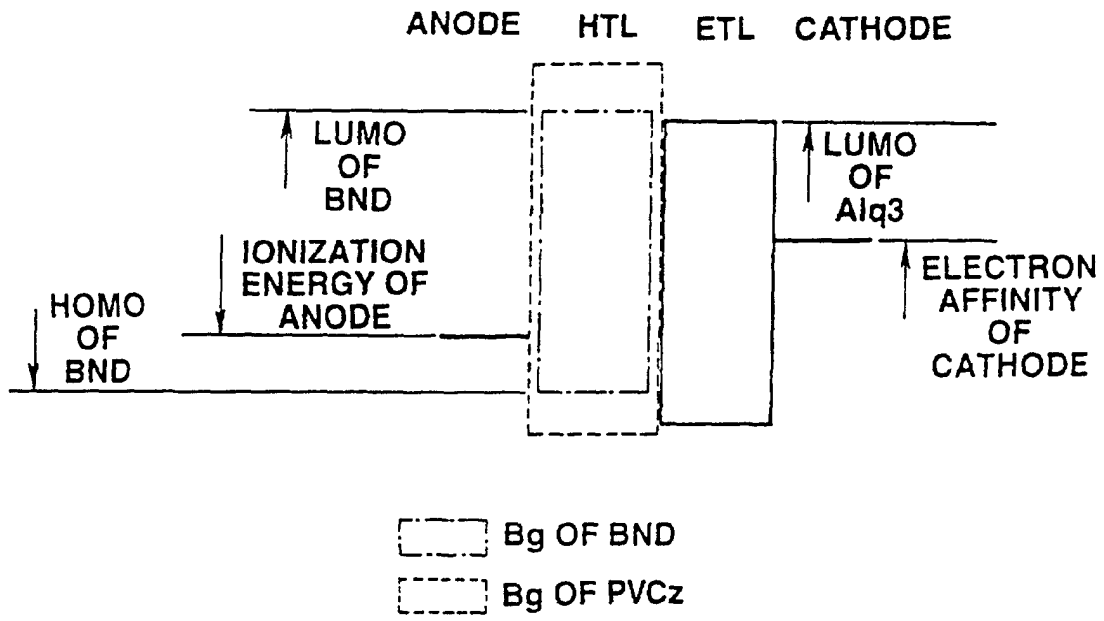 ANODE HTL ETL CATHODE
LUMO
OF
BND
LUMO
OF
Alq3
IONIZATION
ENERGY OF
ANODE
HOMO
OF
BND
ELECTRON
AFFINITY
OF
CATHODE
Bg OF BND
Bg OF PVCz